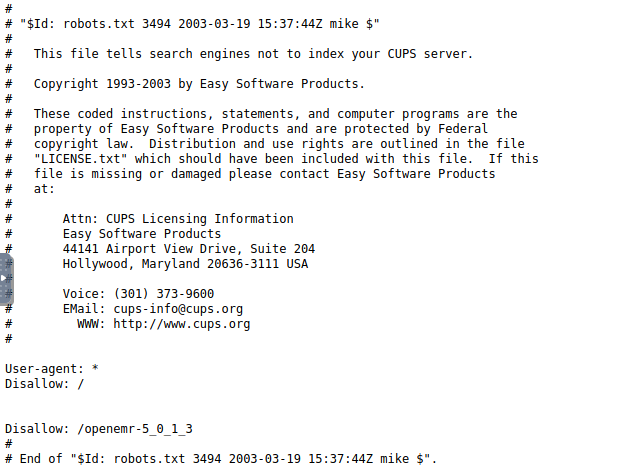 #
# "$Id: robots.txt 3494 2003-03-19 15:37:44Z mike $"
#
#   This file tells search engines not to index your CUPS server.
#
#   Copyright 1993-2003 by Easy Software Products.
#
#   These coded instructions, statements, and computer programs are the
#   property of Easy Software Products and are protected by Federal
#   copyright law.  Distribution and use rights are outlined in the file
#   "LICENSE.txt" which should have been included with this file.  If this
#   file is missing or damaged please contact Easy Software Products
#   at:
#
#       Attn: CUPS Licensing Information
#       Easy Software Products
#       44141 Airport View Drive, Suite 204
#       Hollywood, Maryland 20636-3111 USA
#
#       Voice: (301) 373-9600
#       EMail: cups-info@cups.org
#         WWW: http://www.cups.org
#
User-agent: *
Disallow: /
Disallow: /openemr-5_0_1_3
#
# End of "$Id: robots.txt 3494 2003-03-19 15:37:44Z mike $".